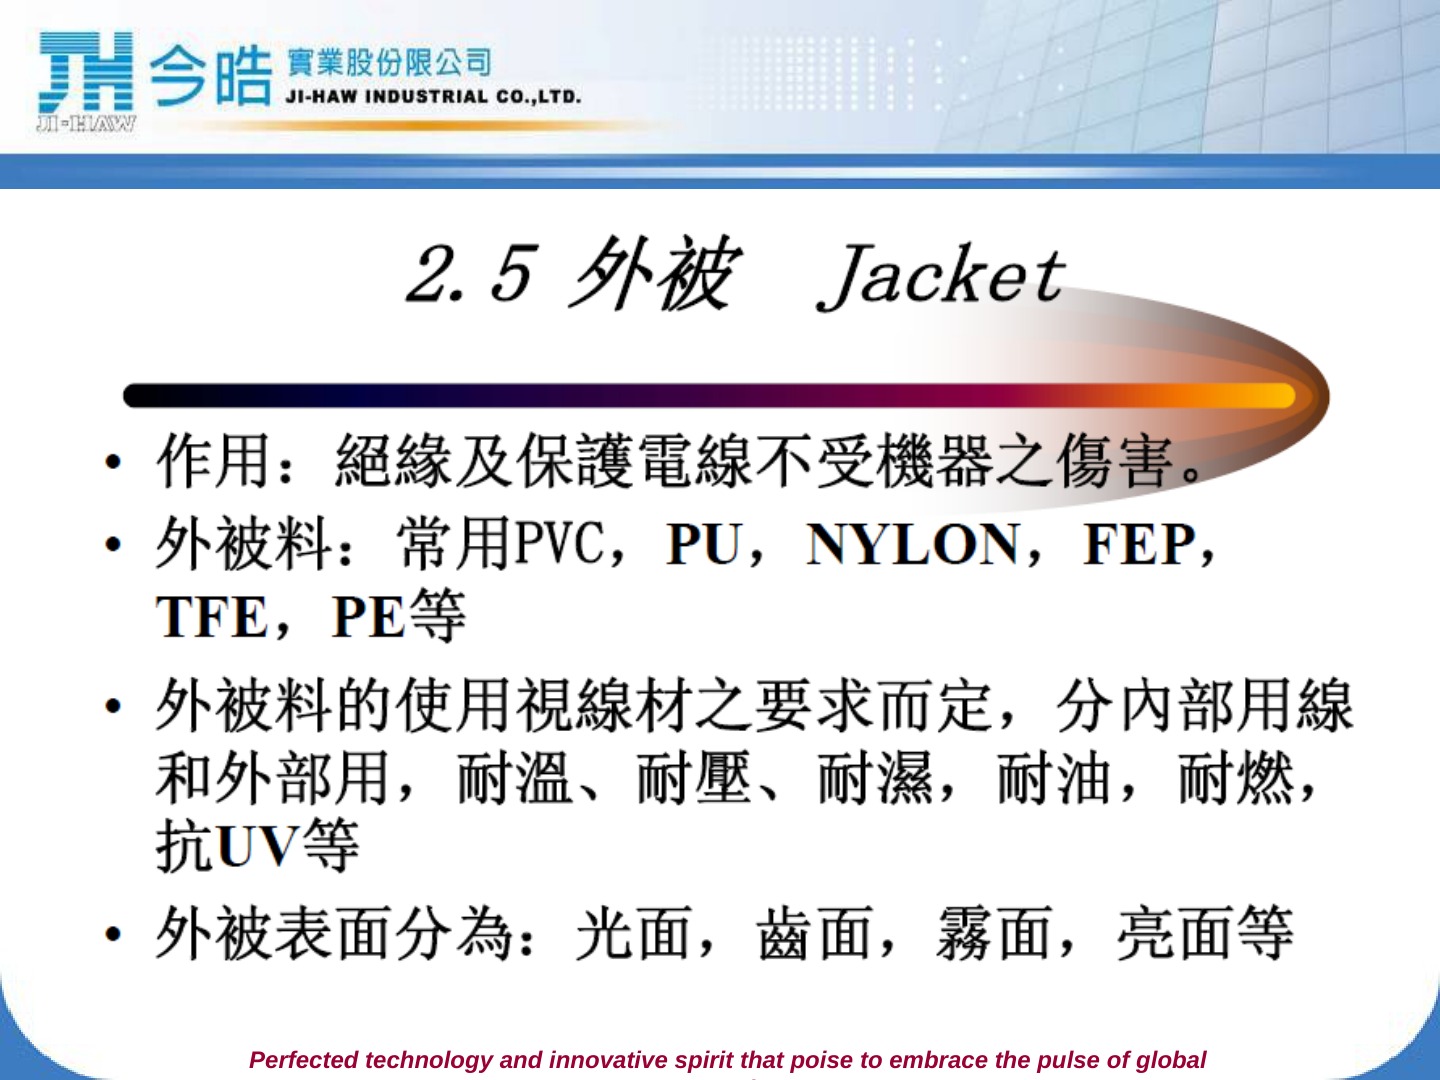 今皓 實業股份限公司
JI-HAW INDUSTRIAL CO.,LTD.
JI-HAW
2.5 外被 Jacket
• 作用：絕緣及保護電線不受機器之傷害。
• 外被料：常用PVC，PU，NYLON，FEP，
TFE，PE等
• 外被料的使用視線材之要求而定，分內部用線
和外部用，耐溫、耐壓、耐濕，耐油，耐燃，
抗UV等
• 外被表面分為：光面，齒面，霧面，亮面等
Perfected technology and innovative spirit that poise to embrace the pulse of global